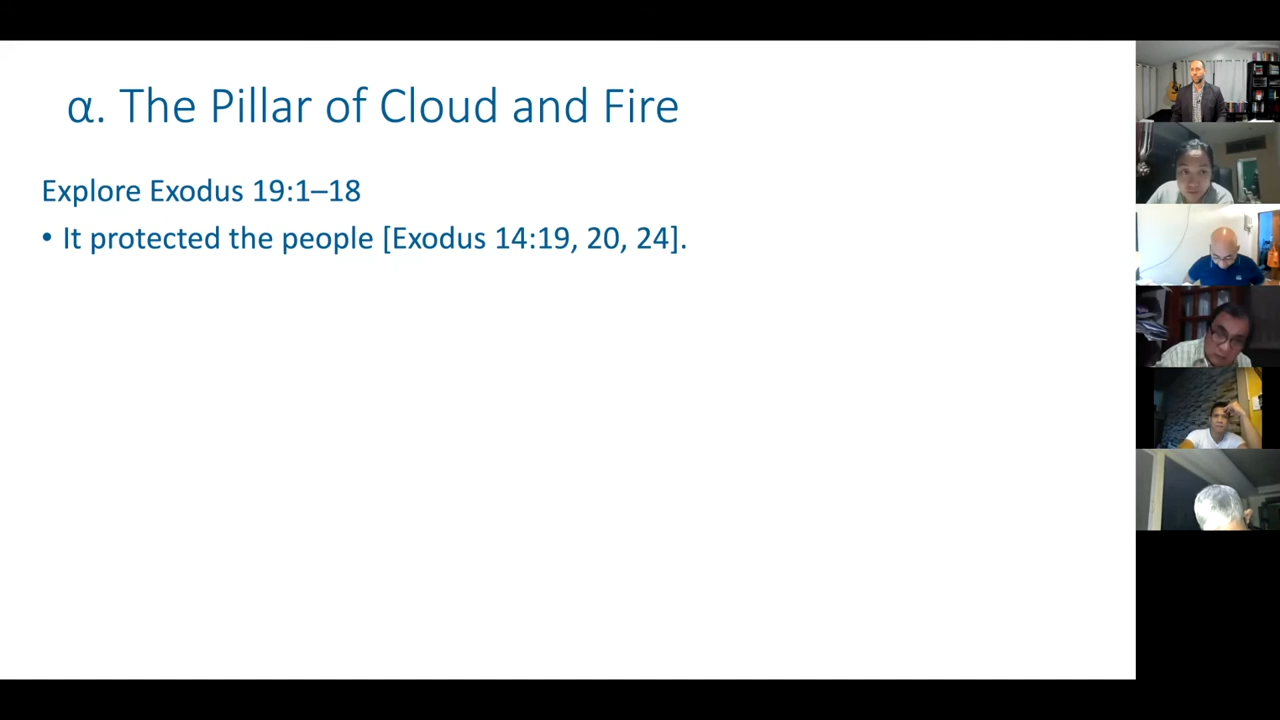 α. The Pillar of Cloud and Fire
Explore Exodus 19:1–18
• It protected the people [Exodus 14:19, 20, 24].